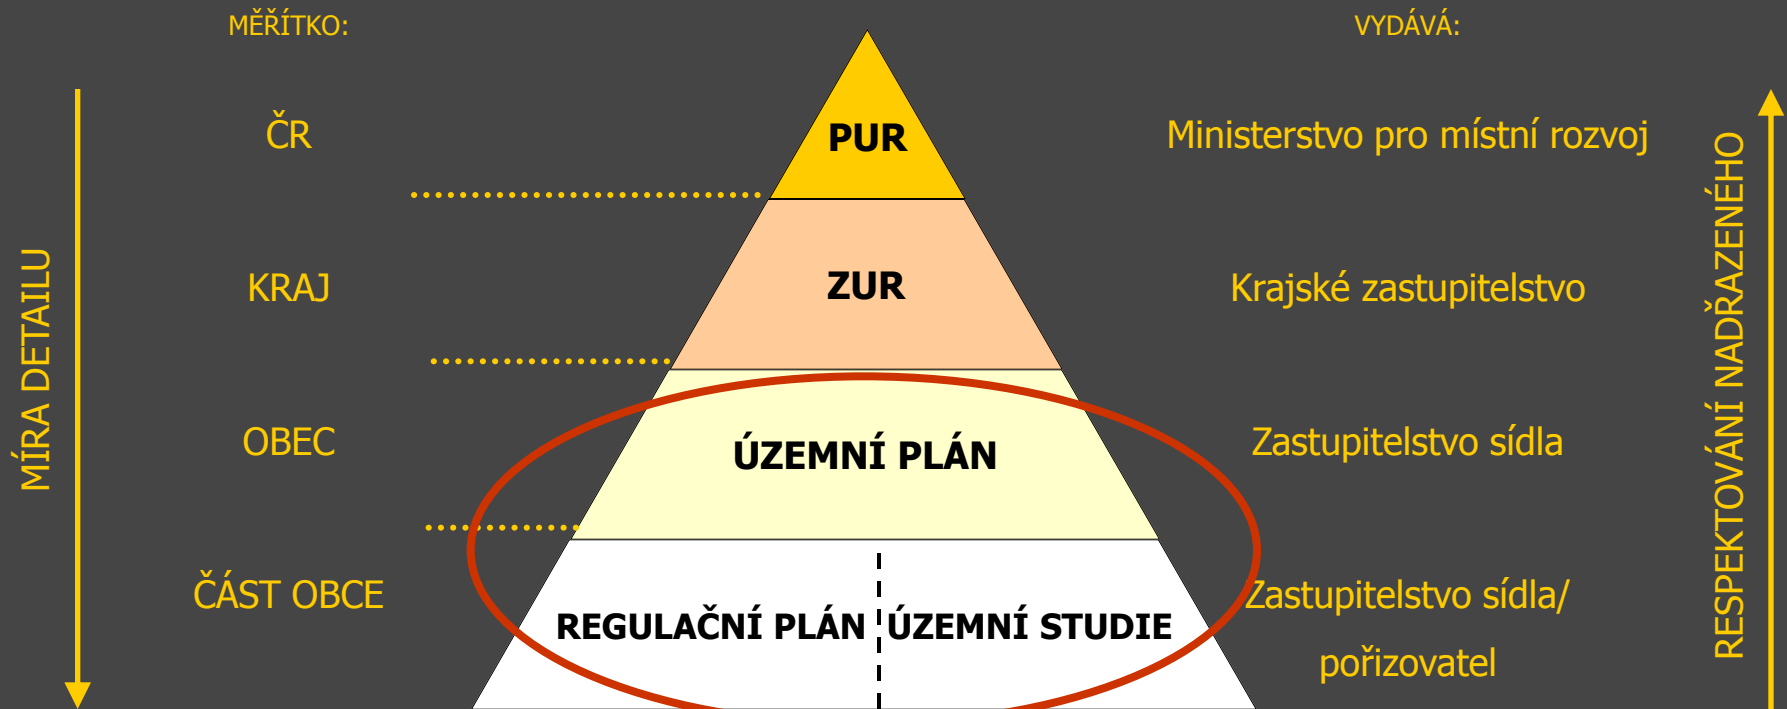 MĚŘÍTKO:
VYDÁVÁ:
ČR
PUR
Ministerstvo pro místní rozvoj
KRAJ
ZUR
Krajské zastupitelstvo
MÍRA DETAILU
RESPEKTOVÁNÍ NADŘAZENÉHO
OBEC
ÚZEMNÍ PLÁN
Zastupitelstvo sídla
ČÁST OBCE
REGULAČNÍ PLÁN
ÚZEMNÍ STUDIE
Zastupitelstvo sídla/
pořizovatel